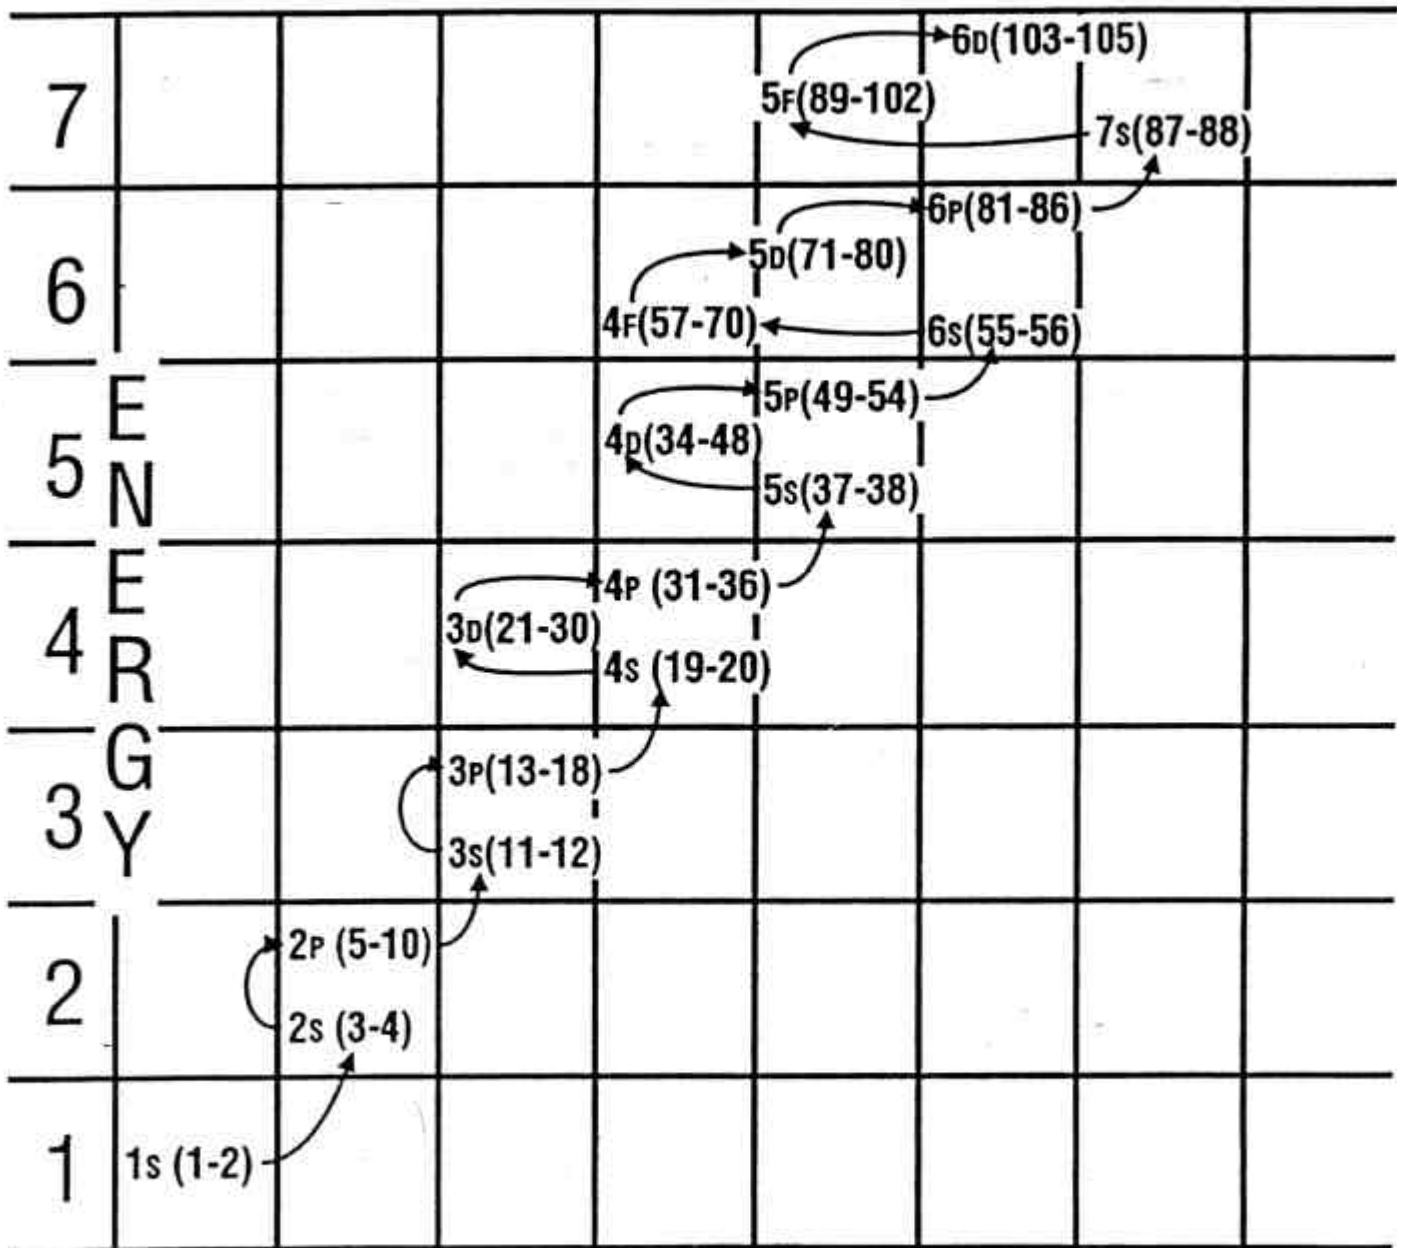 6D(103-105)
7
5F(89-102)
7S(87-88)
6P(81-86)
6
5D(71-80)
4F(57-70)
6S(55-56)
ENERGY
5P(49-54)
5
4D(34-48)
5S(37-38)
4P (31-36)
4
3D(21-30)
4S (19-20)
3P(13-18)
3
3S(11-12)
2P (5-10)
2
2S (3-4)
1
1S (1-2)